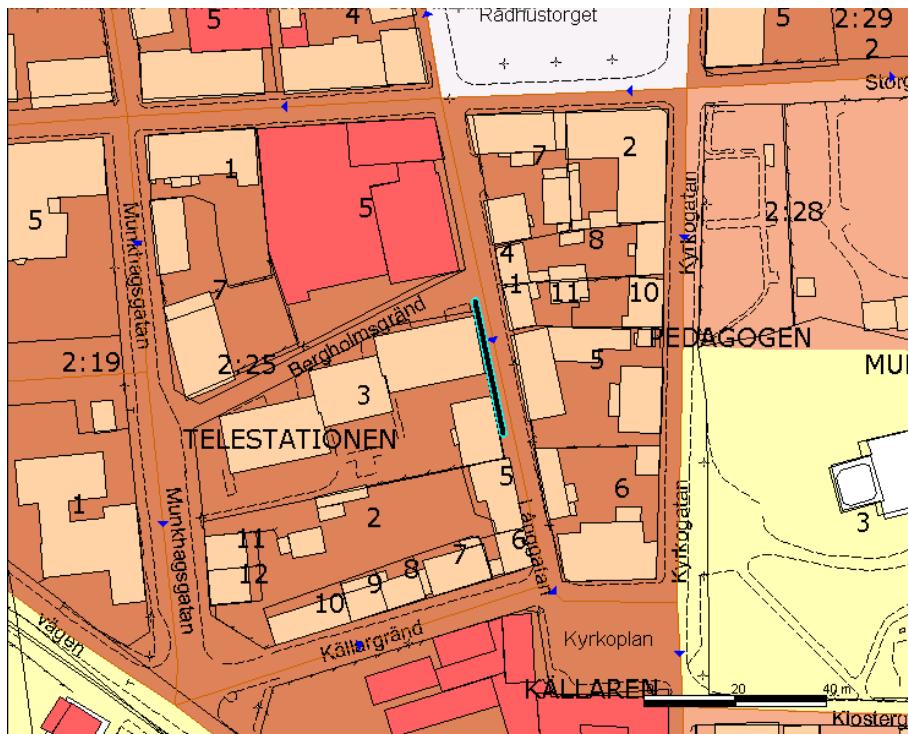 Rådhustorget
5
4
5
2:29
2
Storg
1
7
2
5
5
Munkhagsgatan
Kyrkogatan
2:28
8
4
1
11
10
7
Bergholmsgränd
PEDAGOGEN
2:19
2:25
5
MU
3
TELESTATIONEN
5
6
1
Munkhagsgatan
2
Långgatan
Kyrkogatan
3
11
6
7
12
8
9
10
Källargränd
Kyrkoplan
vägen
KÄLLAREN
20
40 m
Klosterg